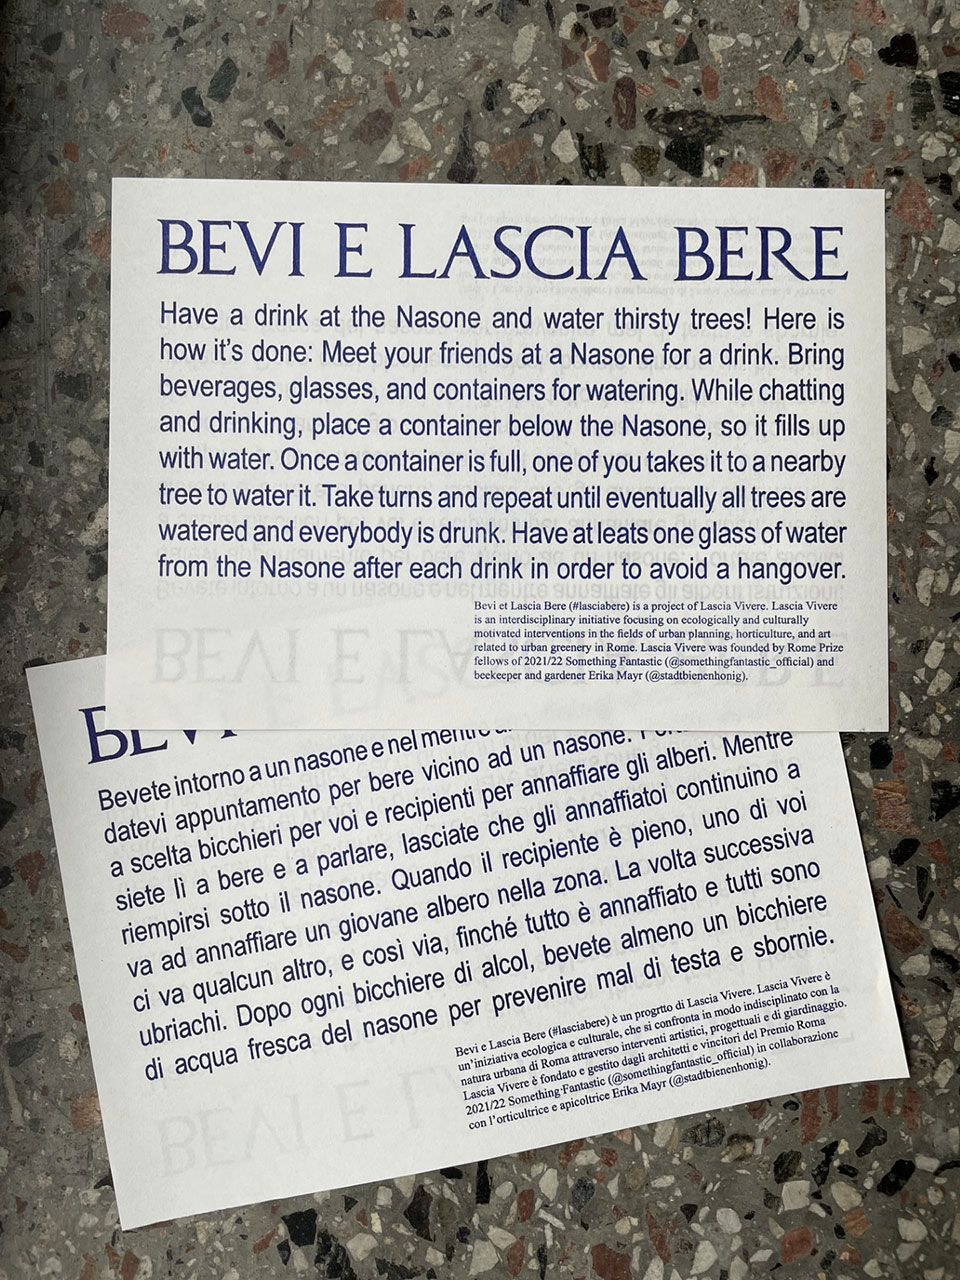 BEVI E LASCIA BERE
Have a drink at the Nasone and water thirsty trees! Here is
how it's done: Meet your friends at a Nasone for a drink. Bring
beverages, glasses, and containers for watering. While chatting
and drinking, place a container below the Nasone, so it fills up
with water. Once a container is full, one of you takes it to a nearby
tree to water it. Take turns and repeat until eventually all trees are
watered and everybody is drunk. Have at leats one glass of water
from the Nasone after each drink in order to avoid a hangover.
Bevi et Lascia Bere (#lasciabere) is a project of Lascia Vivere. Lascia Vivere
is an interdisciplinary initiative focusing on ecologically and culturally
motivated interventions in the fields of urban planning, horticulture, and art
related to urban greenery in Rome. Lascia Vivere was founded by Rome Prize
fellows of 2021/22 Something Fantastic (@somethingfantastic_official) and
beekeeper and gardener Erika Mayr (@stadtbienenhonig).
BEVI
Bevete intorno a un nasone e nel mentre
datevi appuntamento per bere vicino ad un nasone.
a scelta bicchieri per voi e recipienti per annaffiare gli alberi. Mentre
siete lì a bere e a parlare, lasciate che gli annaffiatoi continuino a
riempirsi sotto il nasone. Quando il recipiente è pieno, uno di voi
va ad annaffiare un giovane albero nella zona. La volta successiva
ci va qualcun altro, e così via, finché tutto è annaffiato e tutti sono
ubriachi. Dopo ogni bicchiere di alcol, bevete almeno un bicchiere
di acqua fresca del nasone per prevenire mal di testa e sbornie.
Bevi e Lascia Bere (#lasciabere) è un progrtto di Lascia Vivere. Lascia Vivere è
un'iniziativa ecologica e culturale, che si confronta in modo indisciplinato con la
natura urbana di Roma attraverso interventi artistici, progettuali e di giardinaggio.
Lascia Vivere è fondato e gestito dagli architetti e vincitori del Premio Roma
2021/22 Something Fantastic (@somethingfantastic_official) in collaborazione
con l'orticultrice e apicoltrice Erika Mayr (@stadtbienenhonig).